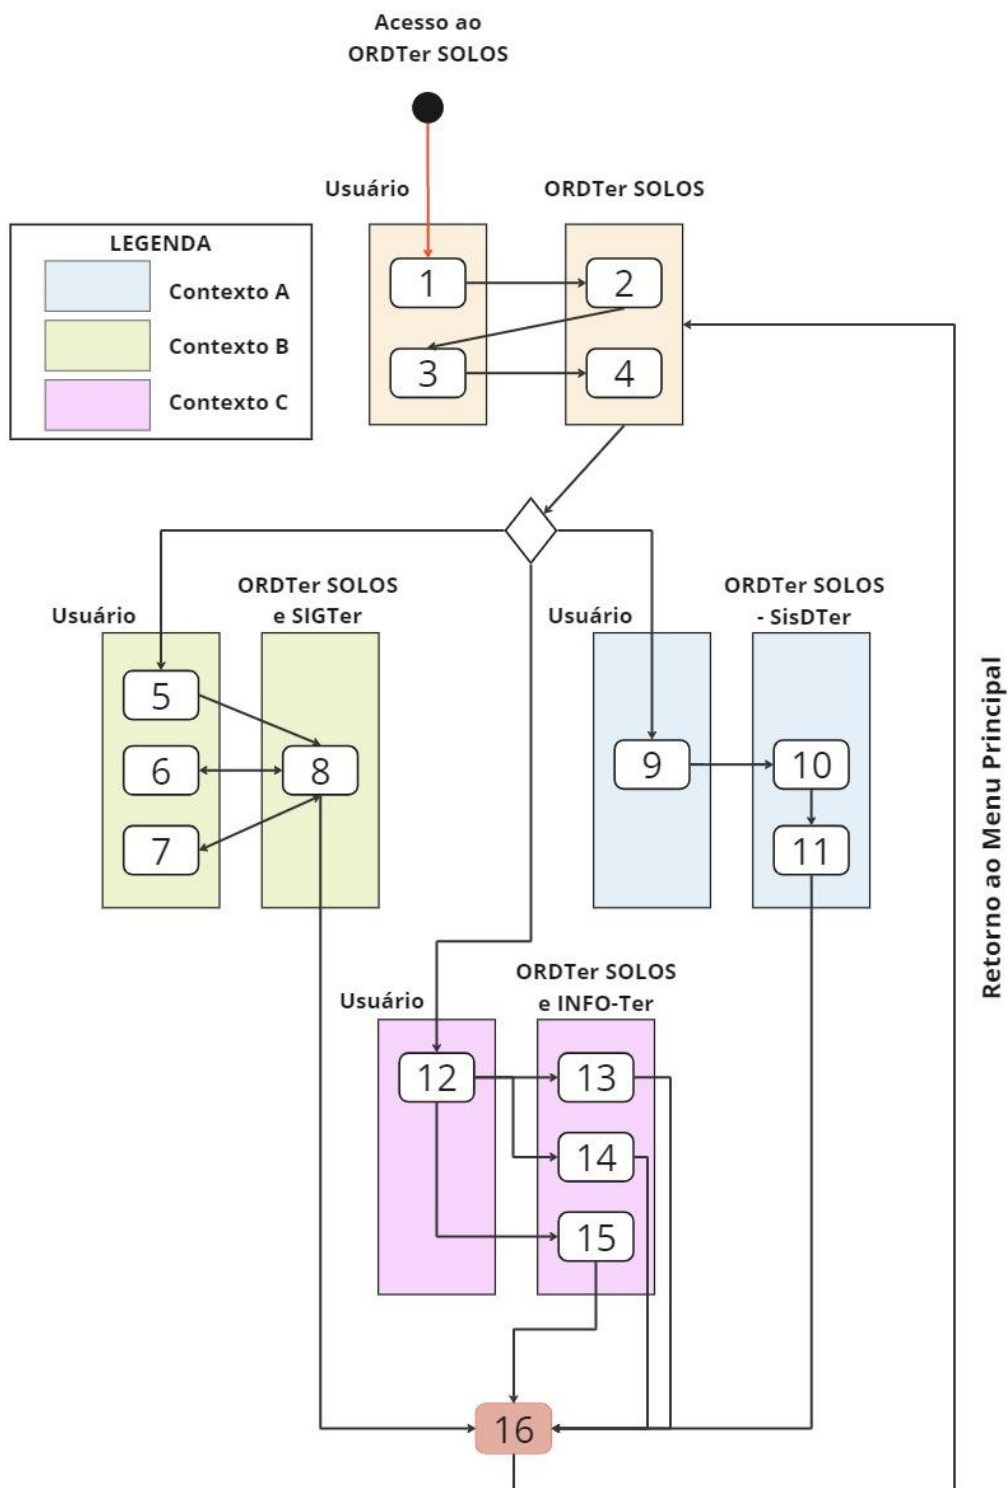 Acesso ao
ORDTer SOLOS
Usuário
ORDTer SOLOS
LEGENDA
Contexto A
Contexto B
Contexto C
1
2
3
4
Usuário
ORDTer SOLOS
e SIGTer
Usuário
ORDTer SOLOS
- SisDTer
5
6
7
8
9
10
11
Usuário
ORDTer SOLOS
e INFO-Ter
12
13
14
15
16
Retorno ao Menu Principal